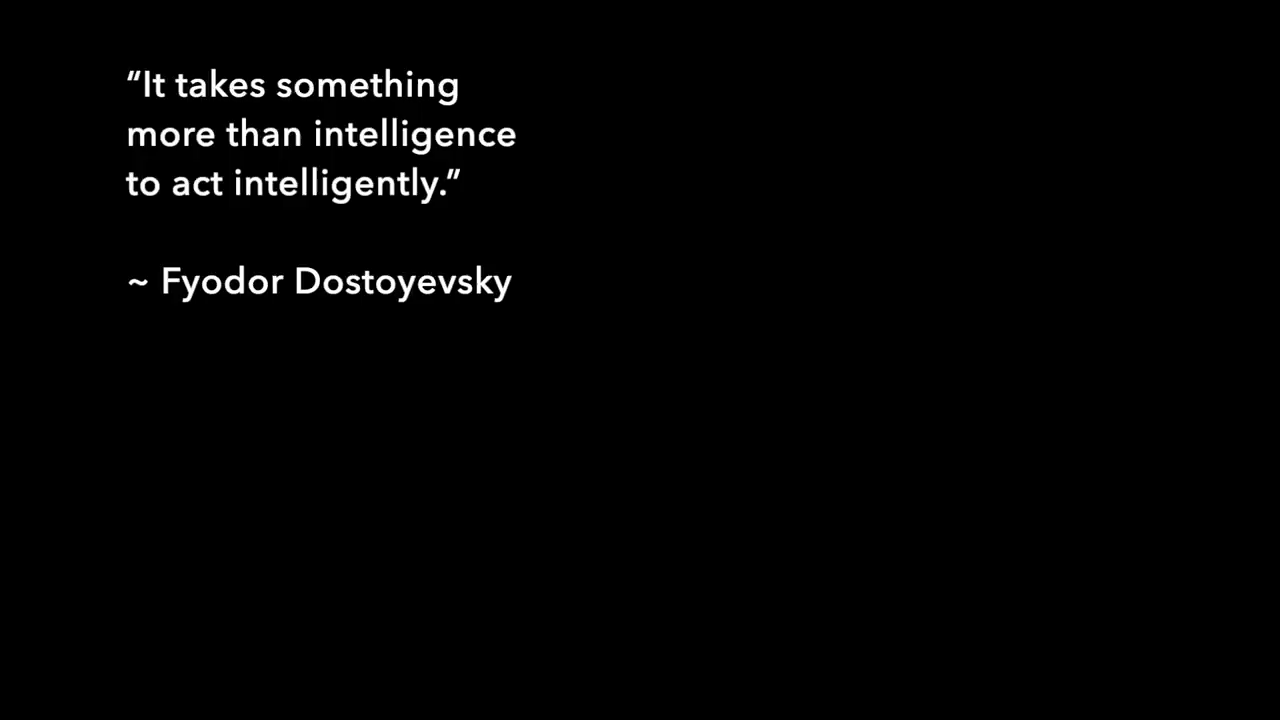 “It takes something
more than intelligence
to act intelligently.”
~ Fyodor Dostoyevsky